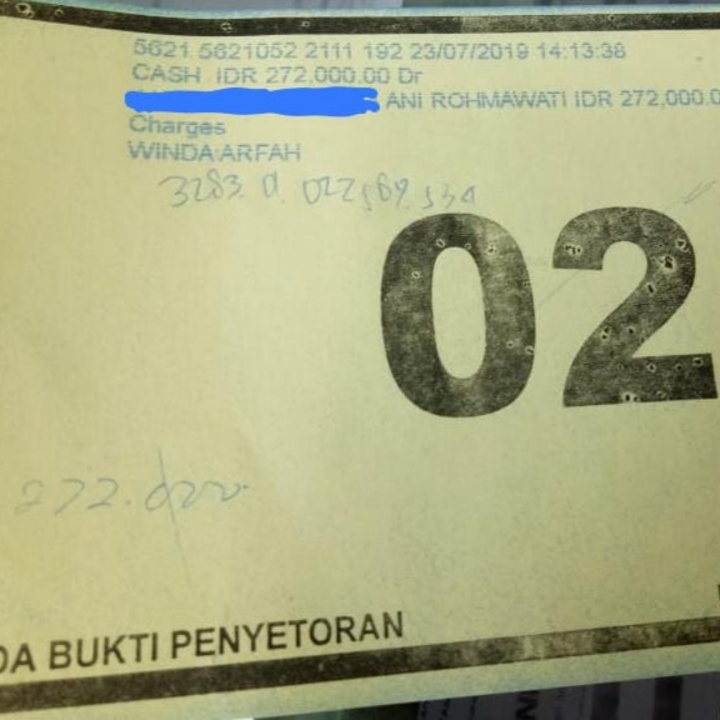 5621 5621052 2111 192 23/07/2019 14:13:38
CASH IDR 272,000.00 Dr
ANI ROHMAWATI IDR 272,000.0
Charges
WINDA ARFAH
02
272.000
DA BUKTI PENYETORAN